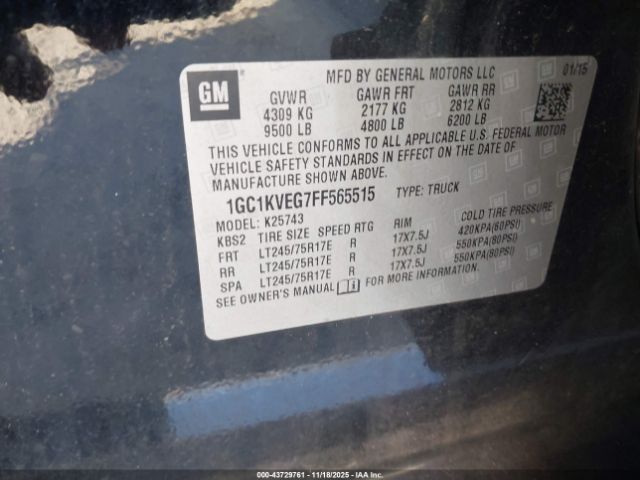 GM
MFD BY GENERAL MOTORS LLC 01/15
GVWR GAWR FRT GAWR RR
4309 KG 2177 KG 2812 KG
9500 LB 4800 LB 6200 LB
THIS VEHICLE CONFORMS TO ALL APPLICABLE U.S. FEDERAL MOTOR
VEHICLE SAFETY STANDARDS IN EFFECT ON THE DATE OF
MANUFACTURE SHOWN ABOVE.
1GC1KVEG7FF565515 TYPE: TRUCK
MODEL: K25743
KBS2 TIRE SIZE SPEED RTG RIM COLD TIRE PRESSURE
FRT LT245/75R17E R 17X7.5J 420KPA(60PSI)
RR LT245/75R17E R 17X7.5J 550KPA(80PSI)
SPA LT245/75R17E R 17X7.5J 550KPA(80PSI)
SEE OWNER'S MANUAL FOR MORE INFORMATION.
000-43729761 - 11/18/2025 - IAA Inc.